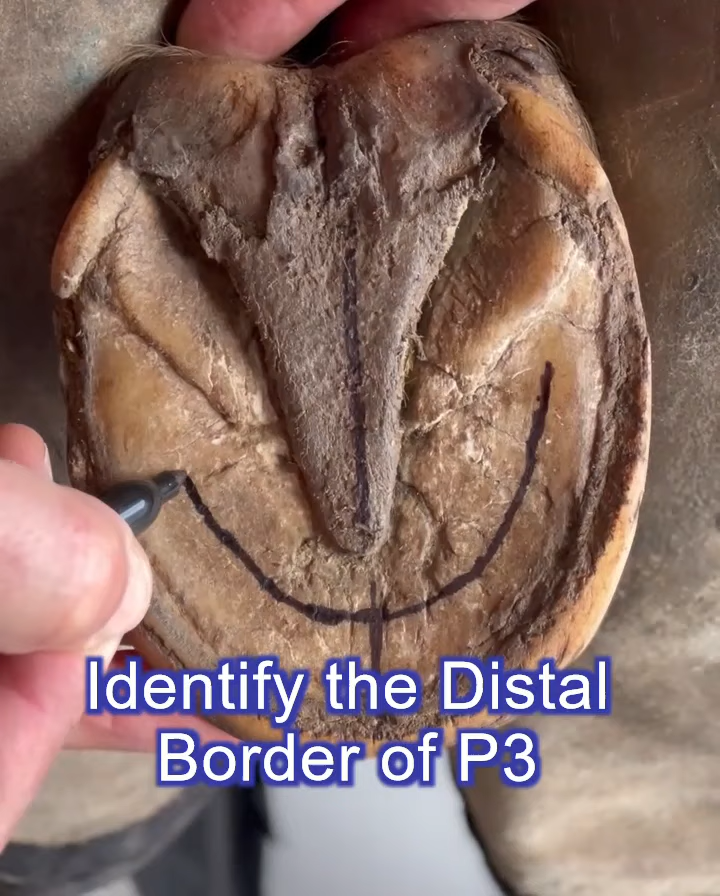 Identify the Distal
Border of P3